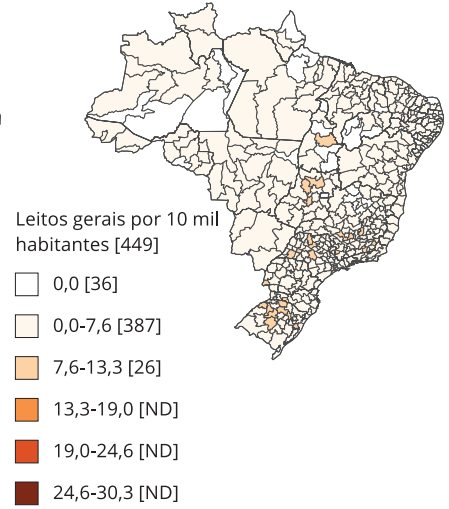 Leitos gerais por 10 mil
habitantes [449]
0,0 [36]
0,0-7,6 [387]
7,6-13,3 [26]
13,3-19,0 [ND]
19,0-24,6 [ND]
24,6-30,3 [ND]